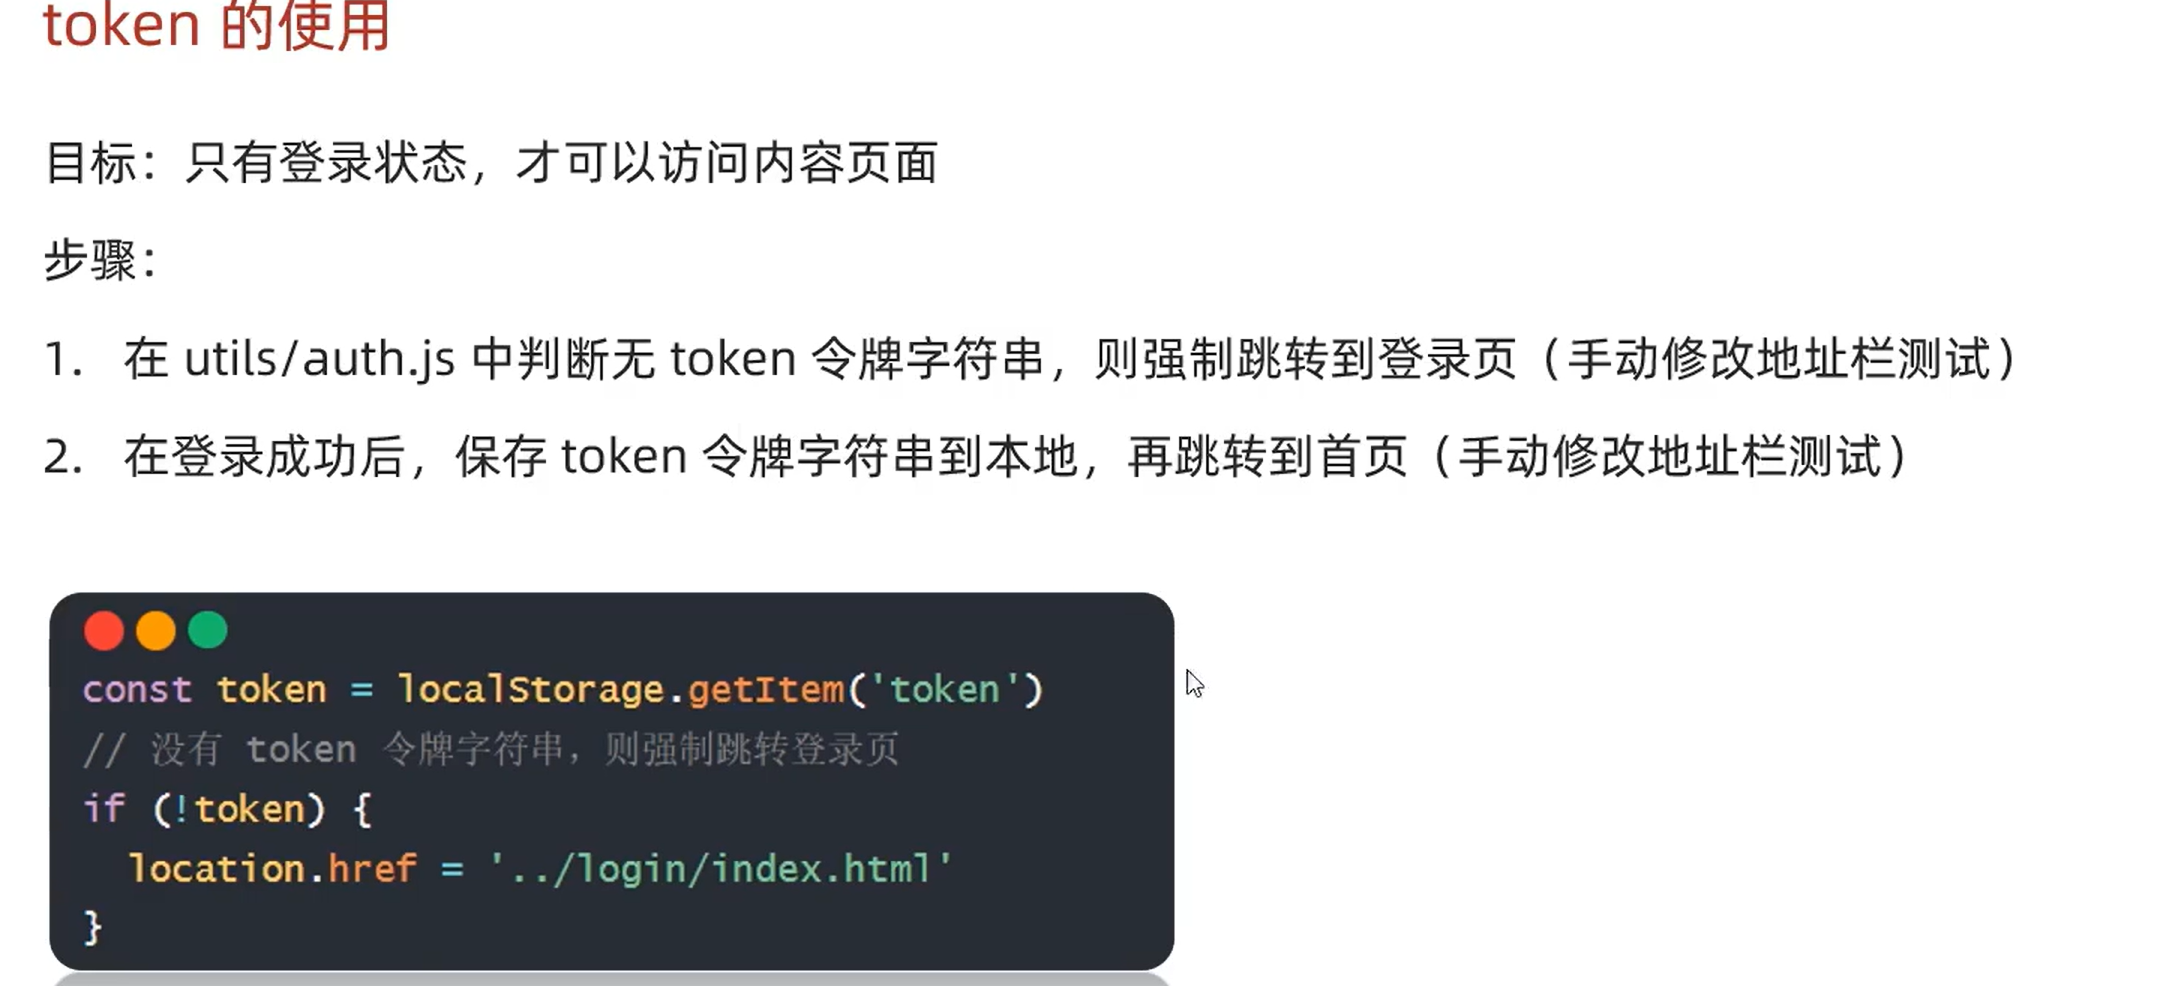 token 的使用
目标：只有登录状态，才可以访问内容页面
步骤：
1. 在 utils/auth.js 中判断无 token 令牌字符串，则强制跳转到登录页（手动修改地址栏测试）
2. 在登录成功后，保存 token 令牌字符串到本地，再跳转到首页（手动修改地址栏测试）
const token = localStorage.getItem('token')
// 没有 token 令牌字符串，则强制跳转登录页
if (!token) {
  location.href = '../login/index.html'
}